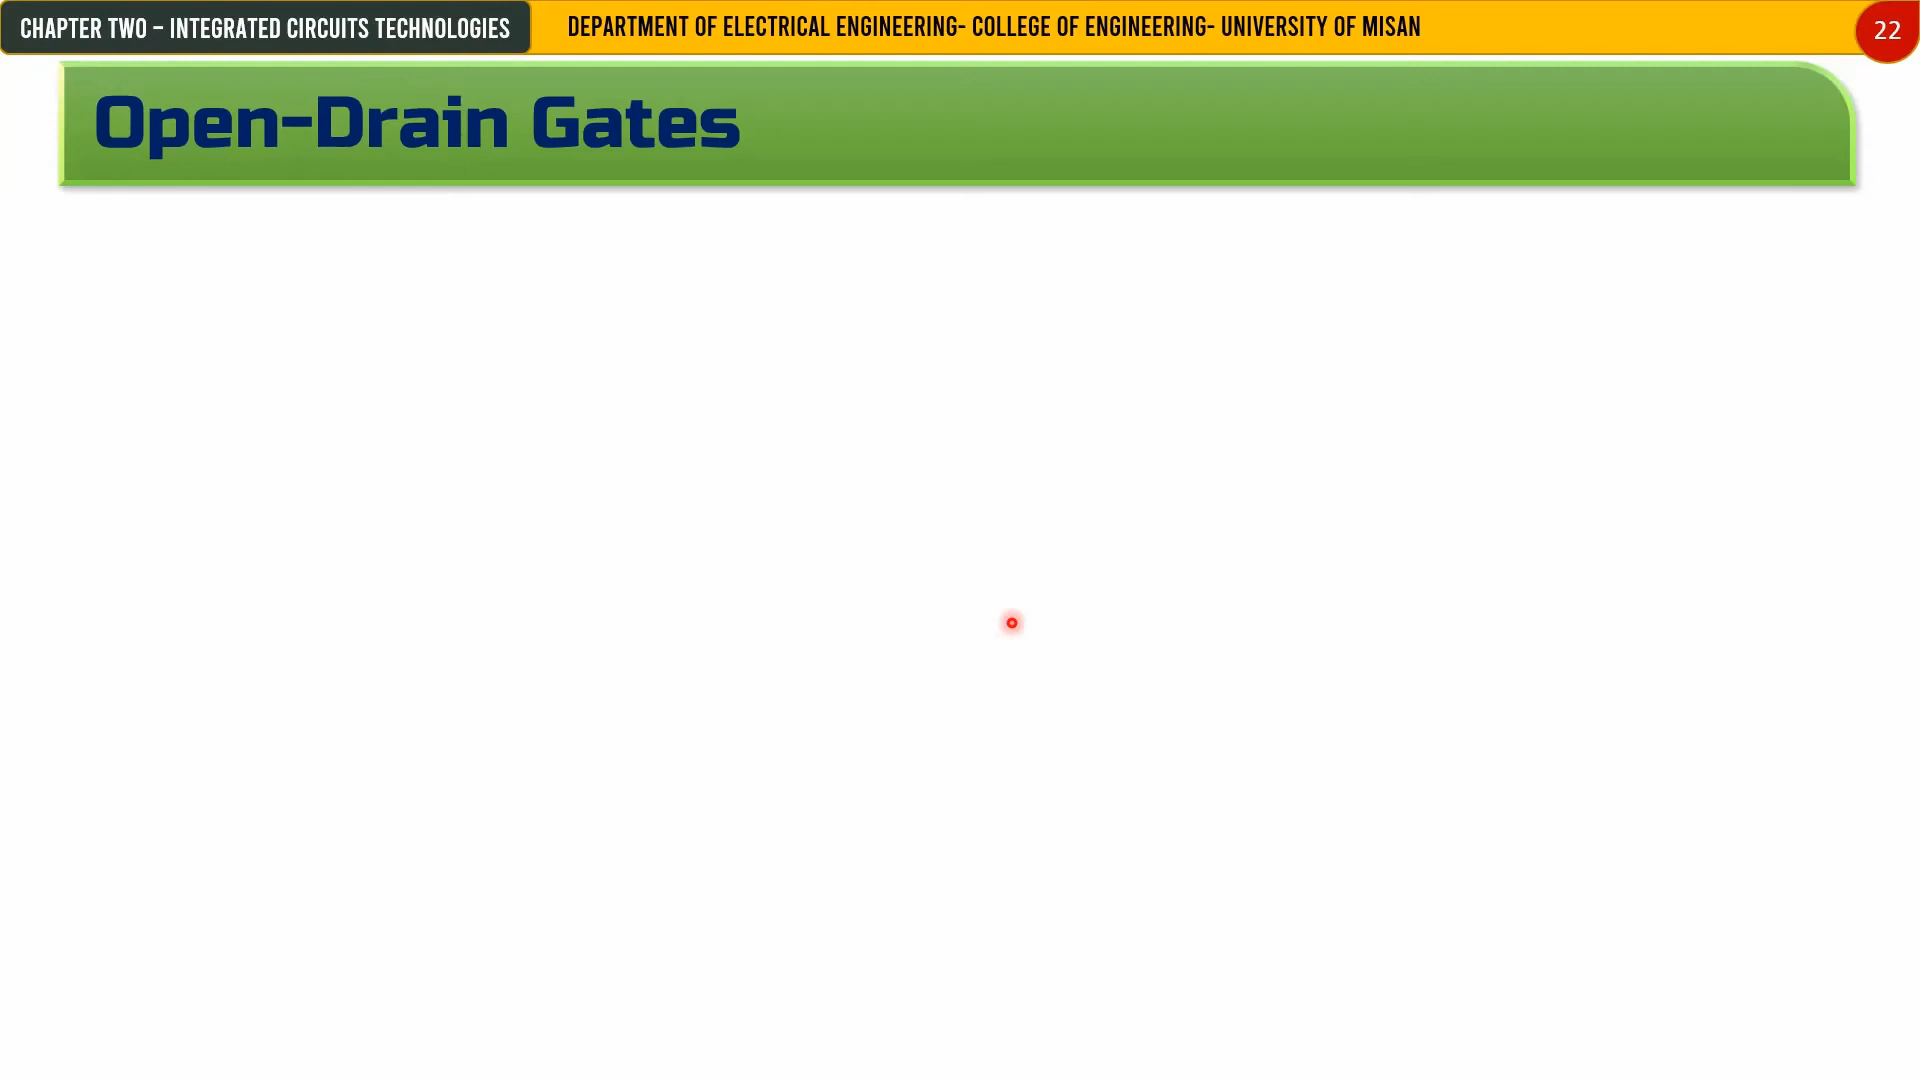 CHAPTER TWO – INTEGRATED CIRCUITS TECHNOLOGIES
DEPARTMENT OF ELECTRICAL ENGINEERING- COLLEGE OF ENGINEERING- UNIVERSITY OF MISAN
22
Open-Drain Gates